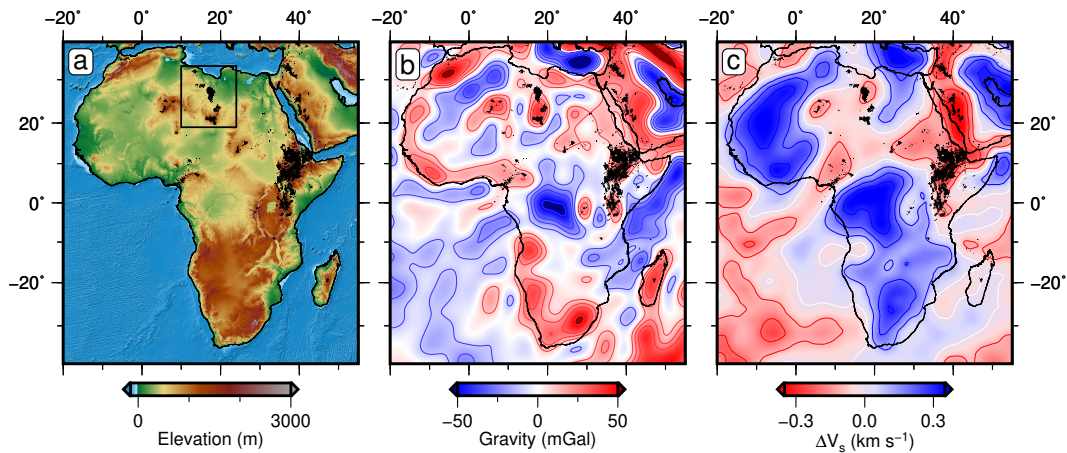 −20˚ 0˚ 20˚ 40˚ −20˚ 0˚ 20˚ 40˚ −20˚ 0˚ 20˚ 40˚
a b c
20˚ 20˚
0˚ 0˚
−20˚ −20˚
0 3000 −50 0 50 −0.3 0.0 0.3
Elevation (m) Gravity (mGal) ΔVs (km s−1)